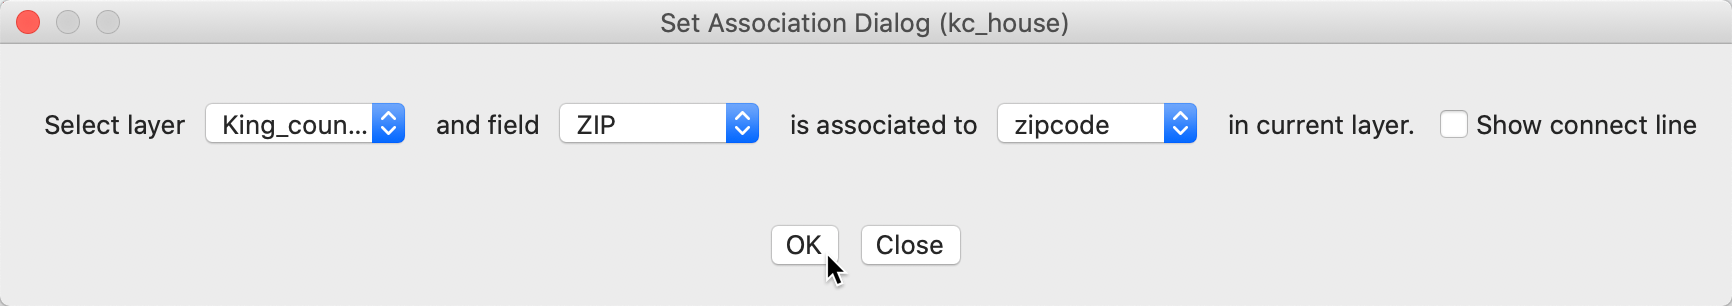 Set Association Dialog (kc_house)
Select layer King_coun... and field ZIP is associated to zipcode in current layer. Show connect line
OK Close